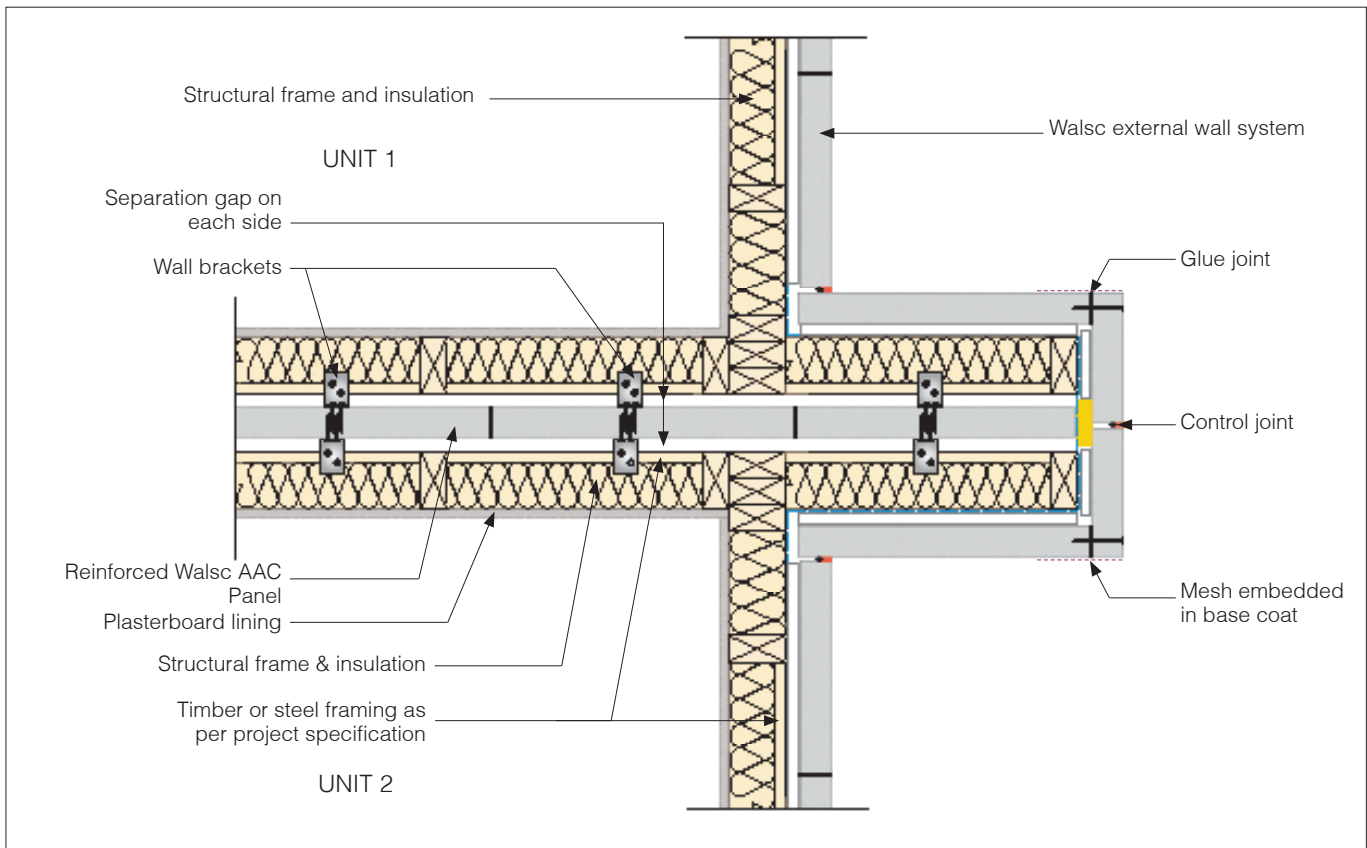 Structural frame and insulation
UNIT 1
Separation gap on
each side
Wall brackets
Reinforced Walsc AAC
Panel
Plasterboard lining
Structural frame & insulation
Timber or steel framing as
per project specification
UNIT 2
Walsc external wall system
Glue joint
Control joint
Mesh embedded
in base coat